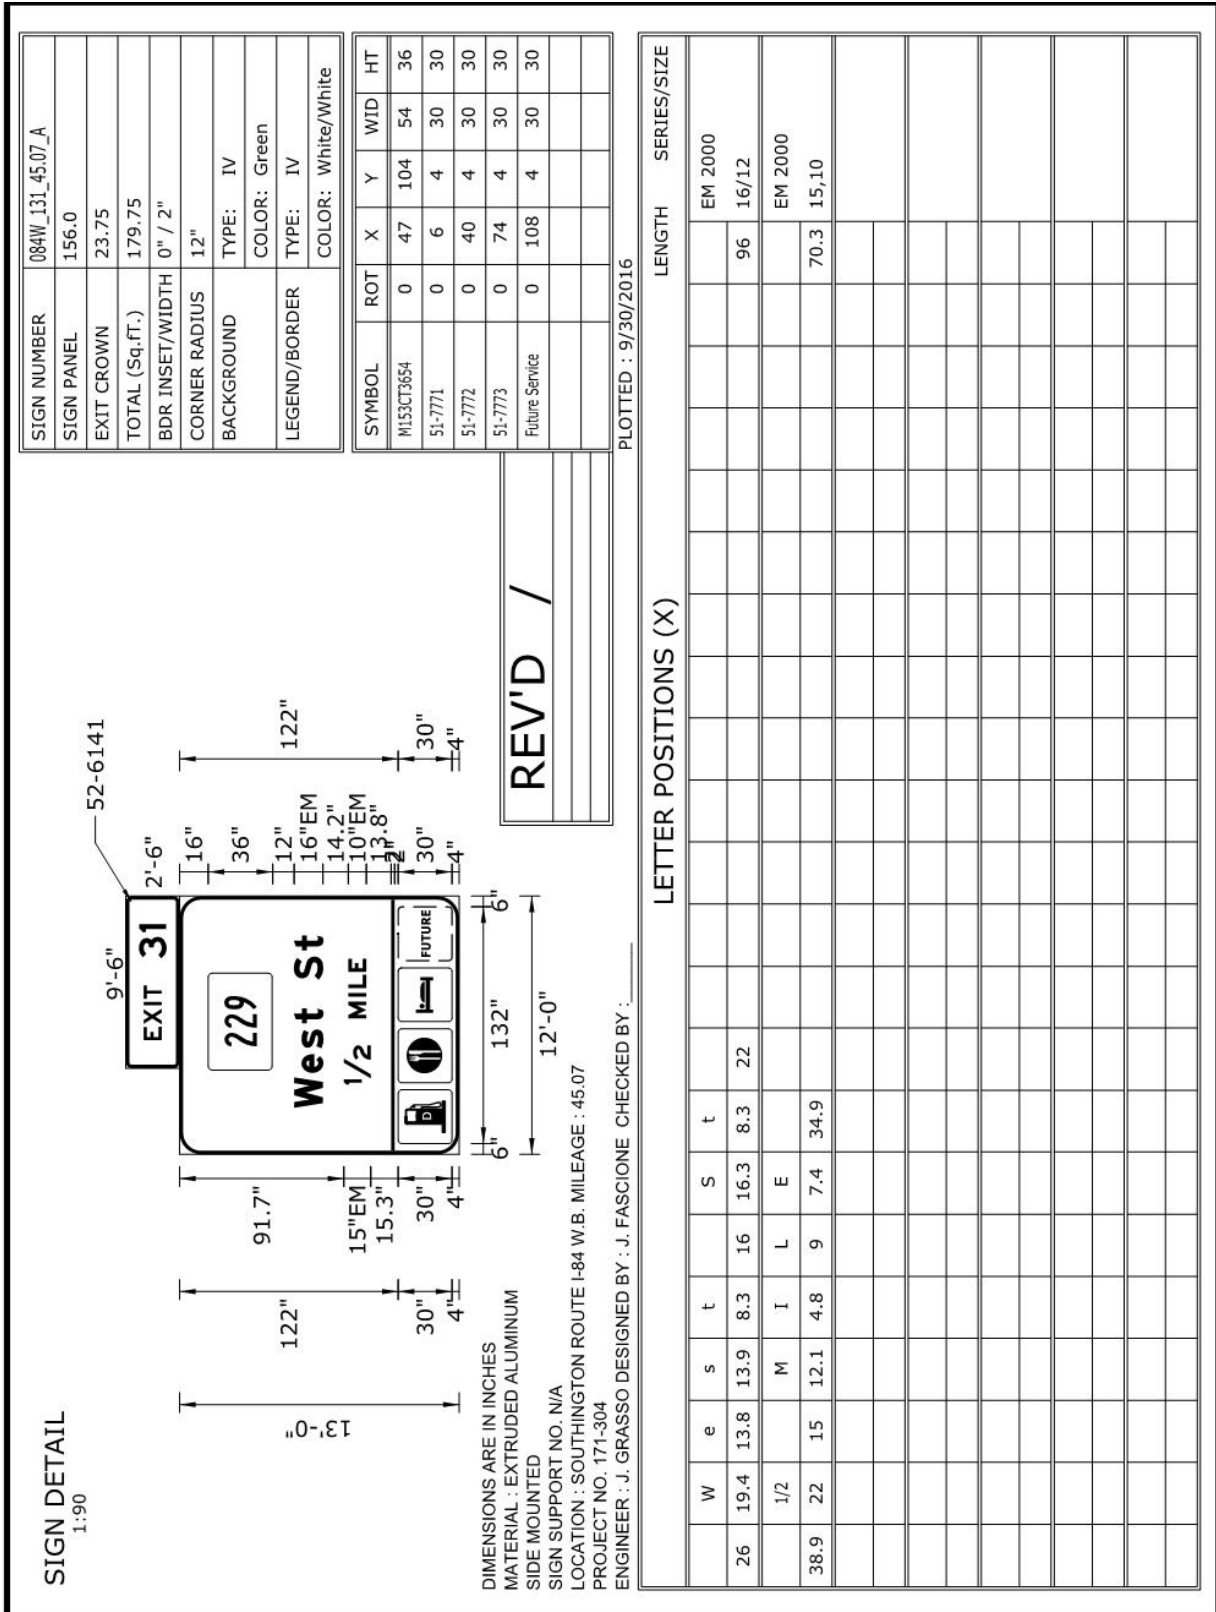 SIGN DETAIL
1:90
9'-6"
2'-6"
52-6141
EXIT 31
229
West St
1/2 MILE
D
FUTURE
13'-0"
122"
30"
4"
91.7"
15"EM
15.3"
30"
4"
16"
36"
12"
16"EM
14.2"
10"EM
13.8"
2"
2"
30"
4"
122"
30"
4"
6"
132"
6"
12'-0"
DIMENSIONS ARE IN INCHES
MATERIAL : EXTRUDED ALUMINUM
SIDE MOUNTED
SIGN SUPPORT NO. N/A
LOCATION : SOUTHINGTON ROUTE I-84 W.B. MILEAGE : 45.07
PROJECT NO. 171-304
ENGINEER : J. GRASSO DESIGNED BY : J. FASCIONE CHECKED BY :
REV'D /
SIGN NUMBER 084W_131_45.07_A
SIGN PANEL 156.0
EXIT CROWN 23.75
TOTAL (Sq.fT.) 179.75
BDR INSET/WIDTH 0" / 2"
CORNER RADIUS 12"
BACKGROUND TYPE: IV
COLOR: Green
LEGEND/BORDER TYPE: IV
COLOR: White/White
SYMBOL ROT X Y WID HT
M153CT3654 0 47 104 54 36
51-7771 0 6 4 30 30
51-7772 0 40 4 30 30
51-7773 0 74 4 30 30
Future Service 0 108 4 30 30
PLOTTED : 9/30/2016
LETTER POSITIONS (X) LENGTH SERIES/SIZE
W e s t S t EM 2000
26 19.4 13.8 13.9 8.3 16 16.3 8.3 22 96 16/12
1/2 M I L E EM 2000
38.9 22 15 12.1 4.8 9 7.4 34.9 70.3 15,10